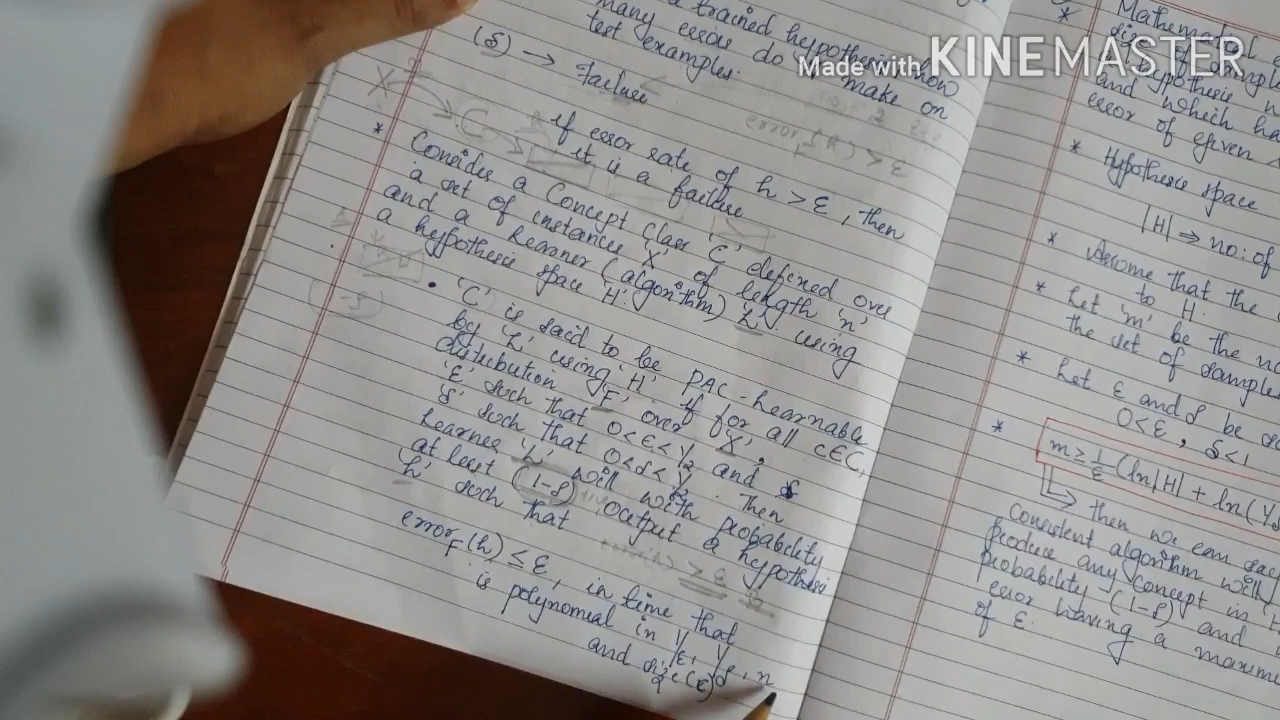 a trained hypothesis how
many errors do make on
test examples.
(δ) → Failure
If error rate of h > ε, then
it is a failure
* Consider a Concept class 'C' defined over
a set of instances 'X' of length 'n'
and a Learner (algorithm) 'L' using
a hypothesis space 'H'.
• 'C' is said to be PAC-Learnable
by 'L' using 'H' if for all c∈C,
distribution 'F' over 'X',
'ε' such that 0<ε<1/2 and
'δ' such that 0<δ<1/2. Then
Learner 'L' will with probability
at least (1-δ) output a hypothesis
'h' such that
error_F(h) ≤ ε, in time that
is polynomial in 1/ε, 1/δ, n
and size(c)
Made with KINEMASTER
* Mathematical
of sample
hypothesis
and which ha
error of given
* Hypothesis space
|H| ⇒ no: of
* Assume that the
to H.
* Let 'm' be the no
the set of samples
* Let ε and δ be
0<ε, δ<1
* m ≥ 1/ε (ln|H| + ln(1/δ
↳ then we can
consistent algorithm will
produce any concept in H
probability (1-δ) and
error having a maximum
of ε.